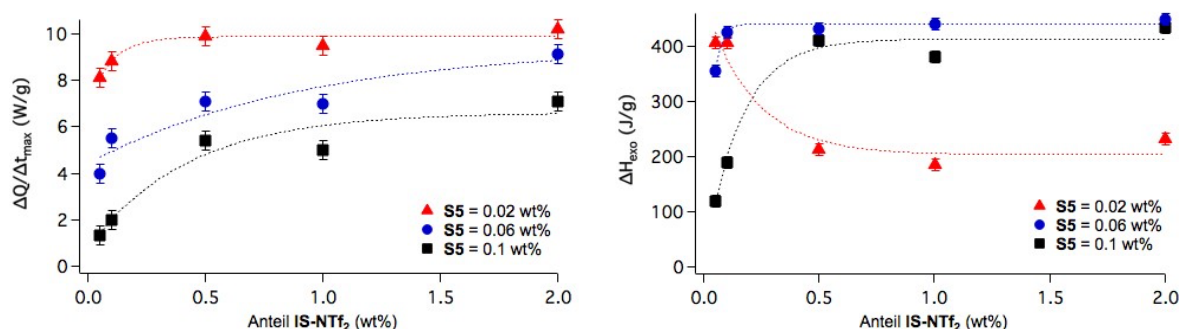 10
8
6
4
2
0
ΔQ/Δt_max (W/g)
S5 = 0.02 wt%
S5 = 0.06 wt%
S5 = 0.1 wt%
0.0 0.5 1.0 1.5 2.0
Anteil IS-NTf₂ (wt%)
400
300
200
100
0
ΔH_exo (J/g)
S5 = 0.02 wt%
S5 = 0.06 wt%
S5 = 0.1 wt%
0.0 0.5 1.0 1.5 2.0
Anteil IS-NTf₂ (wt%)